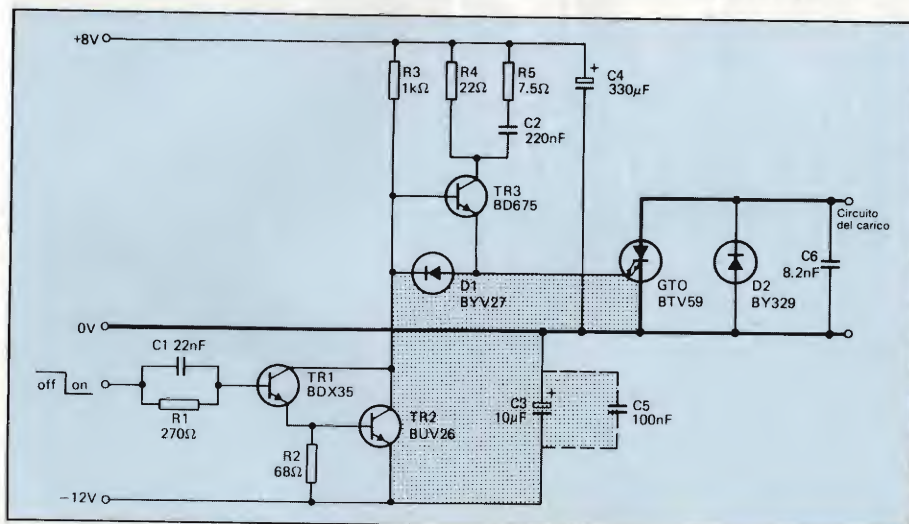 +8V
R3
1kΩ
R4
22Ω
R5
7.5Ω
C4
+
330µF
C2
220nF
TR3
BD675
Circuito
del carico
D1
BYV27
GTO
BTV59
D2
BY329
C6
8.2nF
0V
C1 22nF
off on
R1
270Ω
TR1
BDX35
TR2
BUV26
R2
68Ω
+
C3
10µF
C5
100nF
−12V